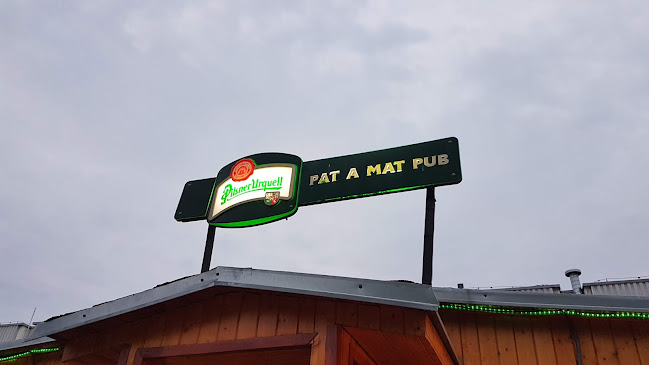 Pilsner Urquell
PAT A MAT PUB